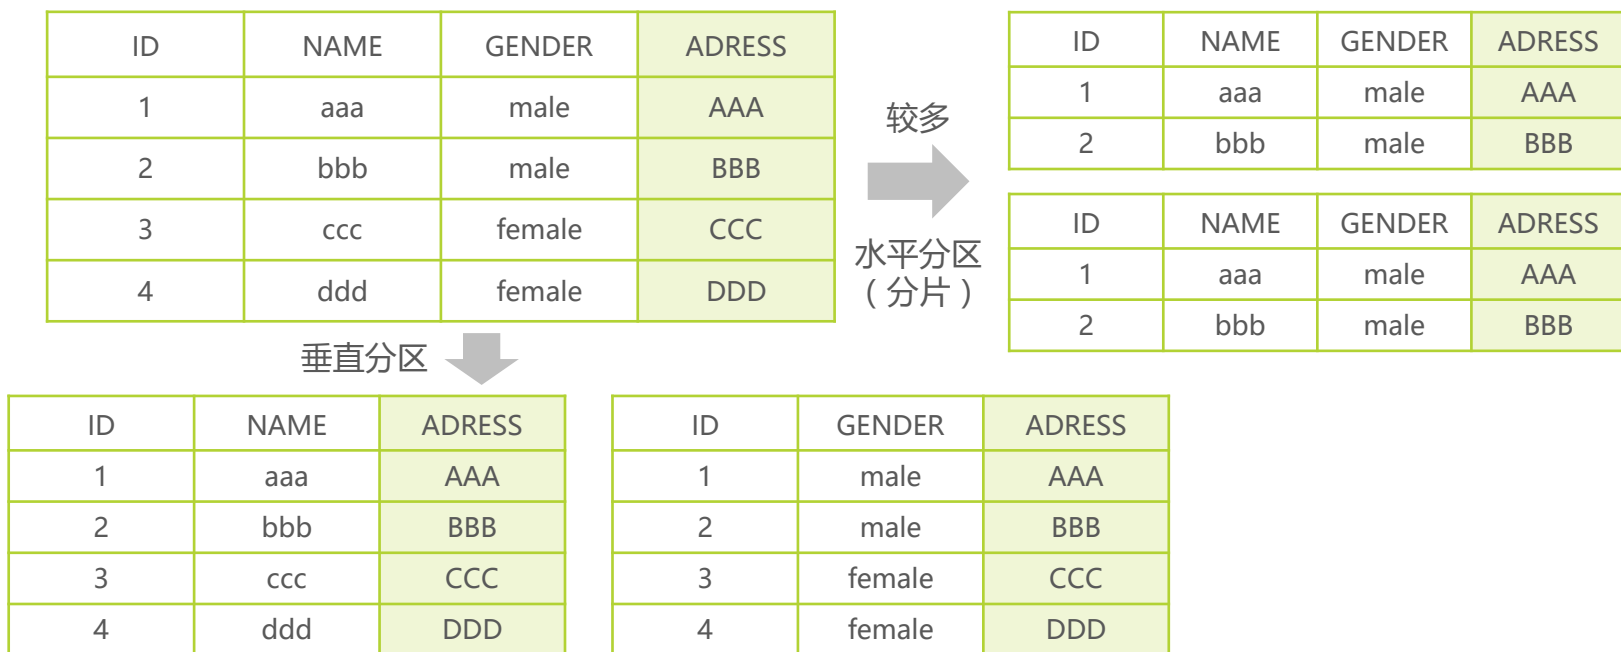 ID NAME GENDER ADRESS
1 aaa male AAA
2 bbb male BBB
3 ccc female CCC
4 ddd female DDD
较多
水平分区
（分片）
ID NAME GENDER ADRESS
1 aaa male AAA
2 bbb male BBB
ID NAME GENDER ADRESS
1 aaa male AAA
2 bbb male BBB
垂直分区
ID NAME ADRESS
1 aaa AAA
2 bbb BBB
3 ccc CCC
4 ddd DDD
ID GENDER ADRESS
1 male AAA
2 male BBB
3 female CCC
4 female DDD